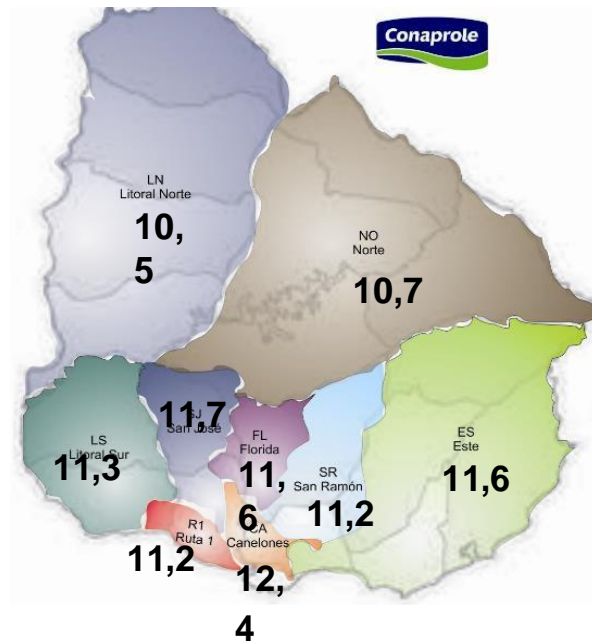 Conaprole
LN
Litoral Norte
10,
5
NO
Norte
10,7
SJ
San José
11,7
LS
Litoral Sur
11,3
FL
Florida
11,
6
SR
San Ramón
11,2
ES
Este
11,6
R1
Ruta 1
11,2
CA
Canelones
12,
4